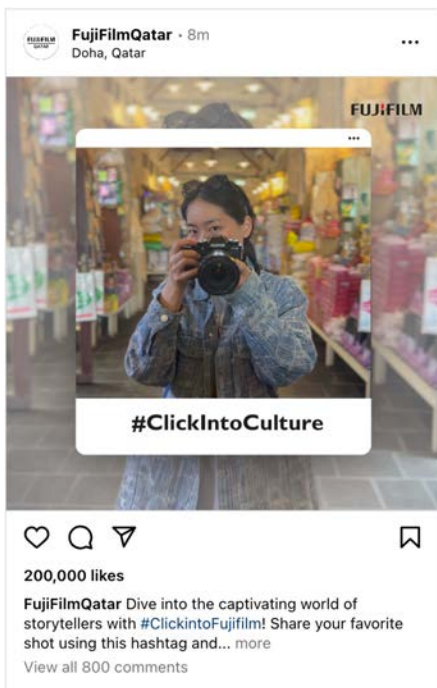 FUJIFILM
QATAR
FujiFilmQatar · 8m
Doha, Qatar
FUJIFILM
#ClickIntoCulture
200,000 likes
FujiFilmQatar Dive into the captivating world of
storytellers with #ClickintoFujifilm! Share your favorite
shot using this hashtag and... more
View all 800 comments